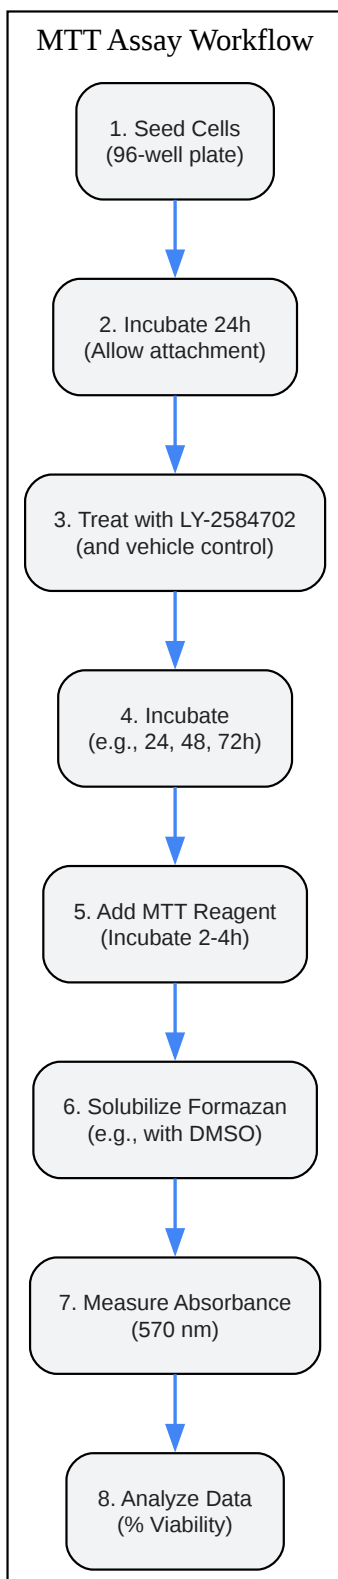 MTT Assay Workflow
1. Seed Cells
(96-well plate)
2. Incubate 24h
(Allow attachment)
3. Treat with LY-2584702
(and vehicle control)
4. Incubate
(e.g., 24, 48, 72h)
5. Add MTT Reagent
(Incubate 2-4h)
6. Solubilize Formazan
(e.g., with DMSO)
7. Measure Absorbance
(570 nm)
8. Analyze Data
(% Viability)